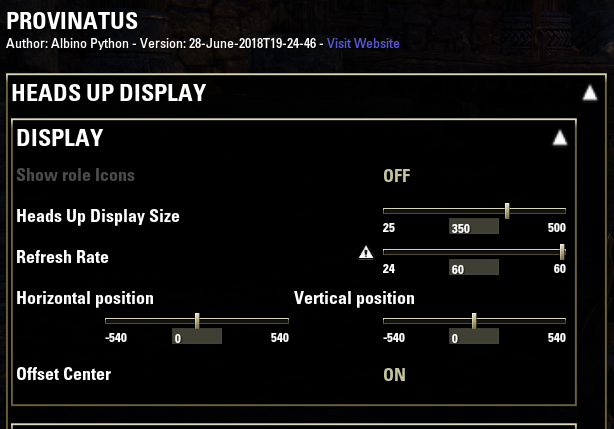 PROVINATUS
Author: Albino Python - Version: 28-June-2018T19-24-46 - Visit Website
HEADS UP DISPLAY
DISPLAY
Show role Icons OFF
Heads Up Display Size
25 350 500
Refresh Rate
24 60 60
Horizontal position Vertical position
-540 0 540 -540 0 540
Offset Center ON